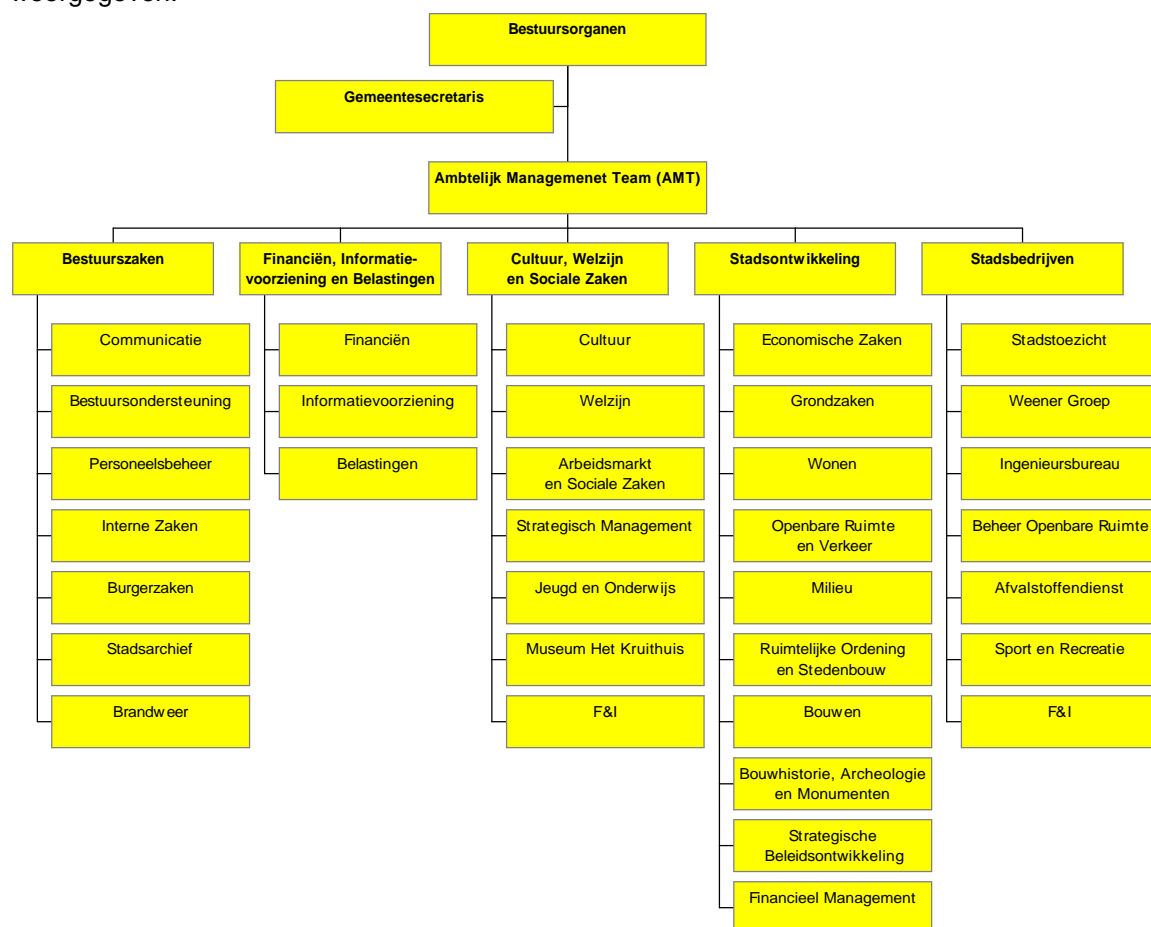 weergegeven.
Bestuursorganen
Gemeentesecretaris
Ambtelijk Managemenet Team (AMT)
Bestuurszaken
Financiën, Informatie-
voorziening en Belastingen
Cultuur, Welzijn
en Sociale Zaken
Stadsontwikkeling
Stadsbedrijven
Communicatie
Bestuursondersteuning
Personeelsbeheer
Interne Zaken
Burgerzaken
Stadsarchief
Brandweer
Financiën
Informatievoorziening
Belastingen
Cultuur
Welzijn
Arbeidsmarkt
en Sociale Zaken
Strategisch Management
Jeugd en Onderwijs
Museum Het Kruithuis
F&I
Economische Zaken
Grondzaken
Wonen
Openbare Ruimte
en Verkeer
Milieu
Ruimtelijke Ordening
en Stedenbouw
Bouwen
Bouwhistorie, Archeologie
en Monumenten
Strategische
Beleidsontwikkeling
Financieel Management
Stadstoezicht
Weener Groep
Ingenieursbureau
Beheer Openbare Ruimte
Afvalstoffendienst
Sport en Recreatie
F&I